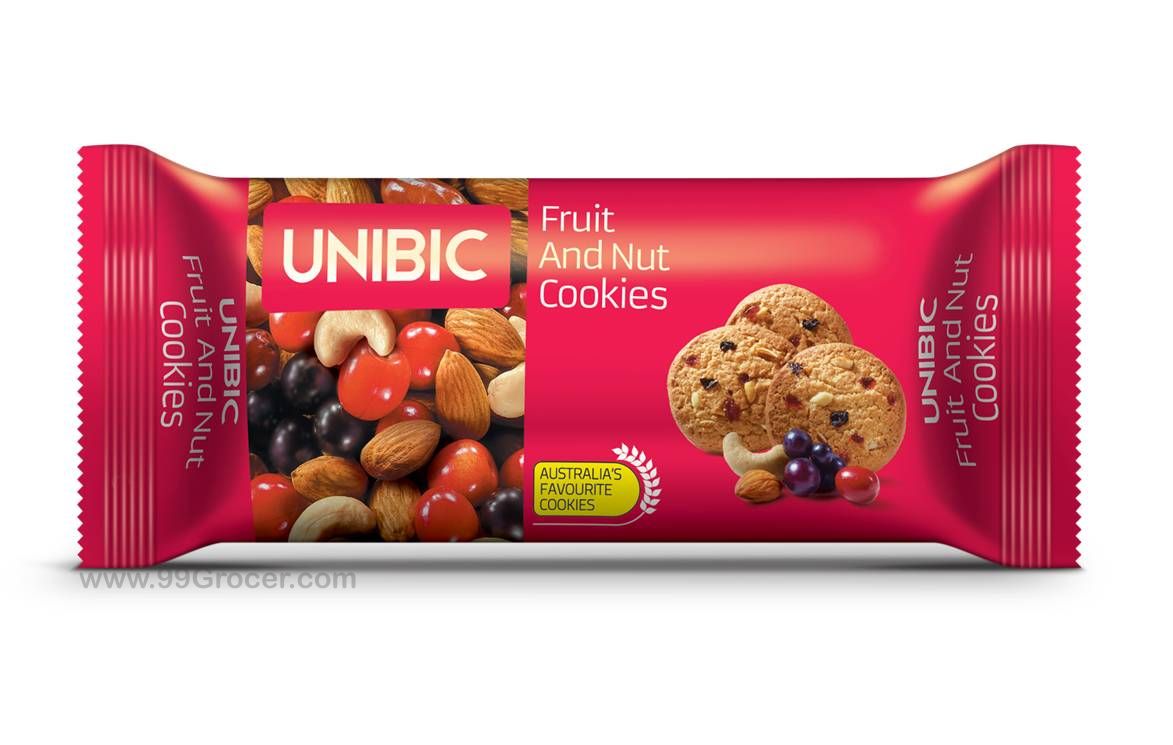 UNIBIC
Fruit
And Nut
Cookies
AUSTRALIA'S
FAVOURITE
COOKIES
UNIBIC
Fruit And Nut
Cookies
UNIBIC
Fruit And Nut
Cookies
www.99Grocer.com